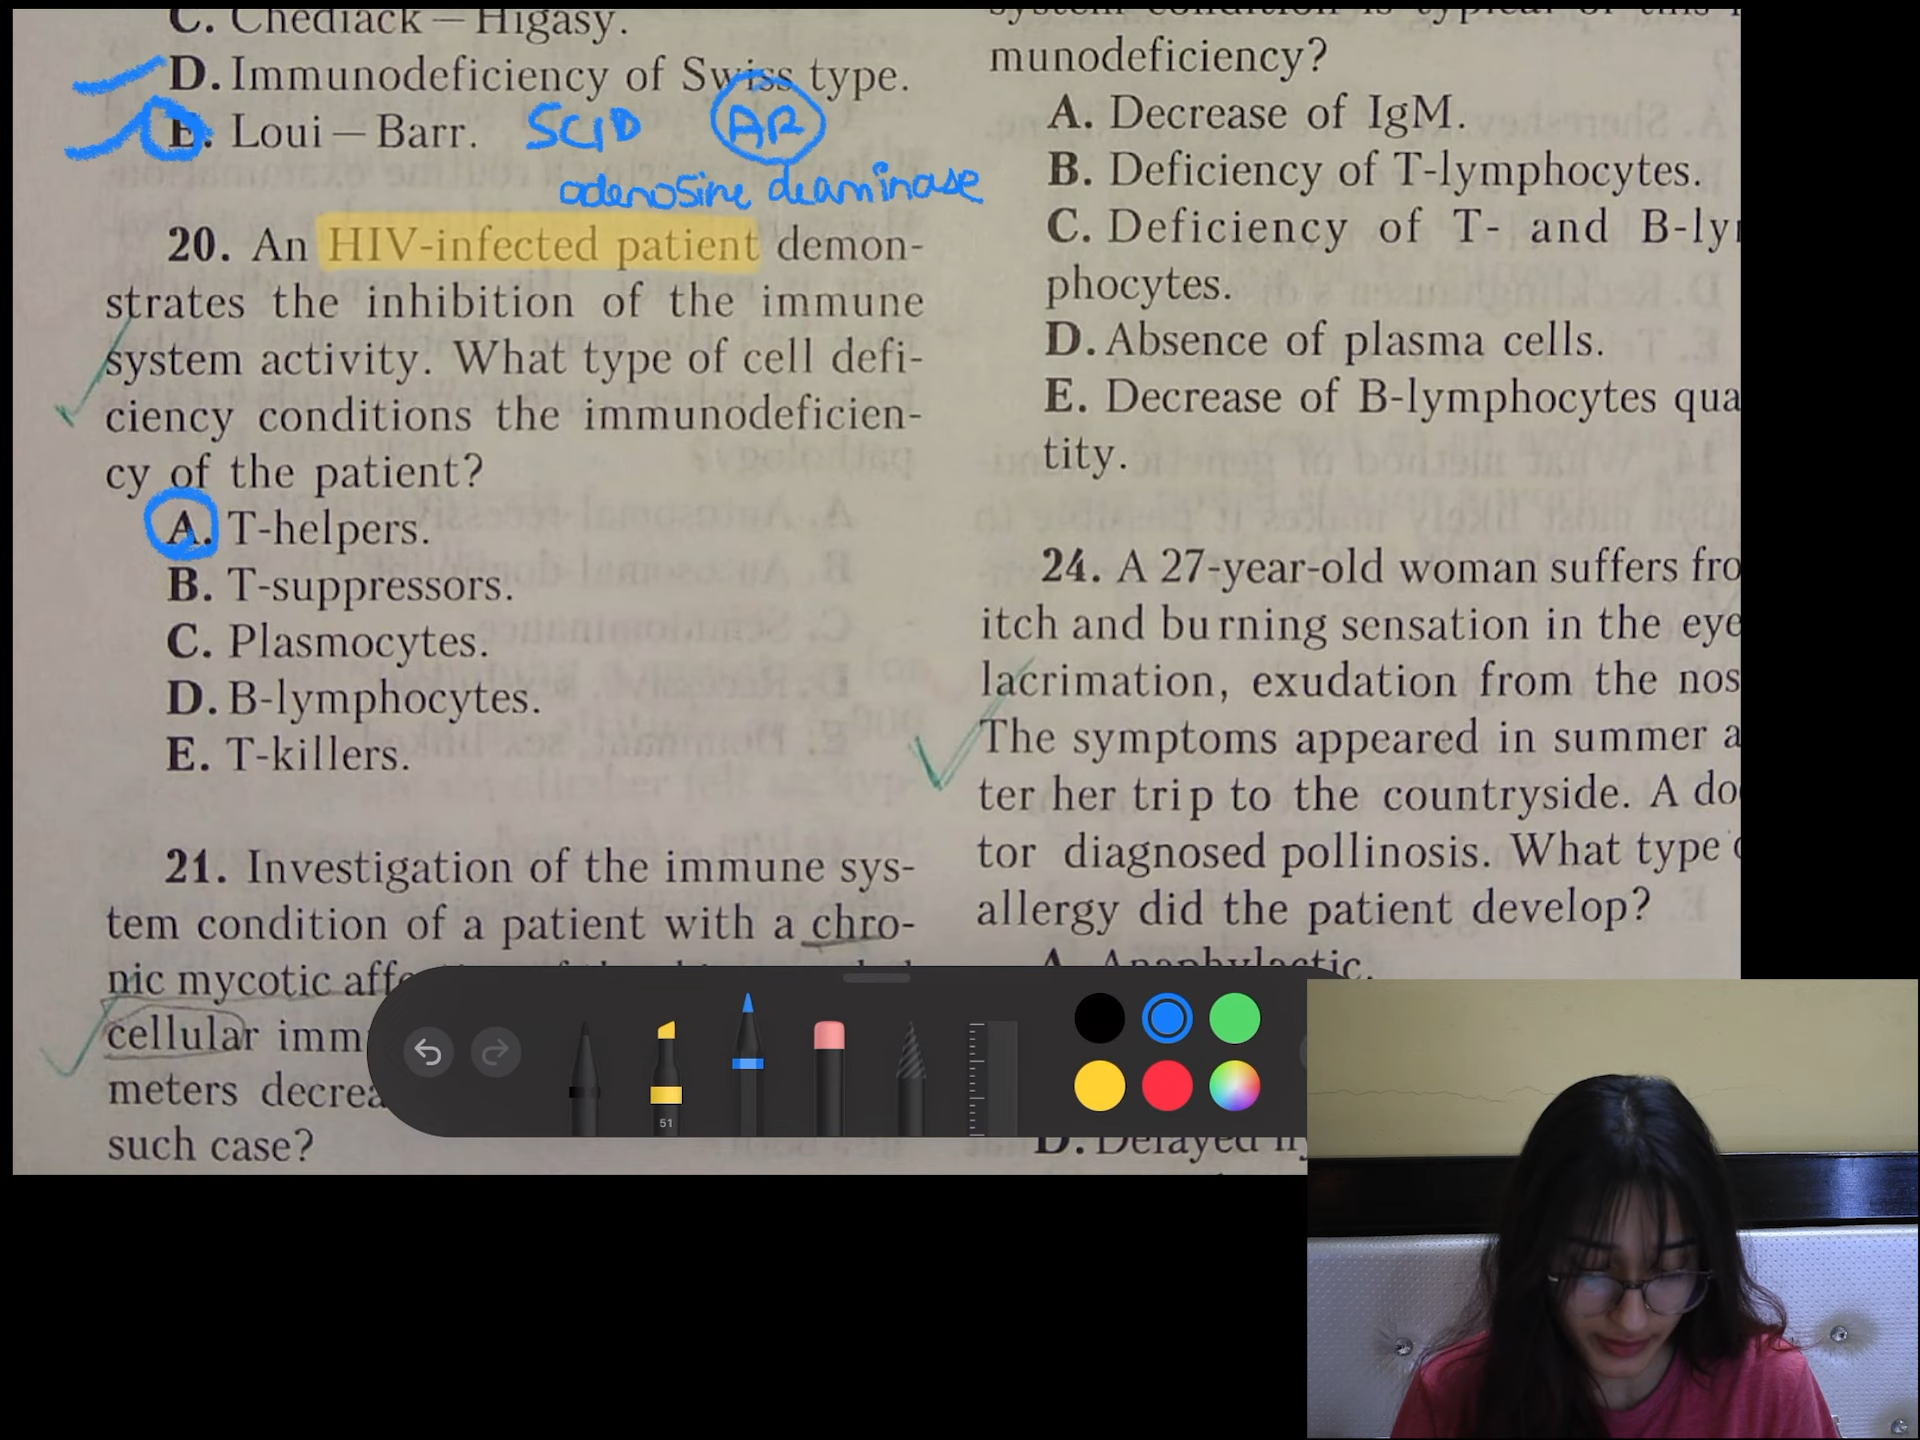 C. Chediack – Higasy.
D. Immunodeficiency of Swiss type.
E. Loui – Barr. SCID AR
adenosine deaminase
20. An HIV-infected patient demon-
strates the inhibition of the immune
system activity. What type of cell defi-
ciency conditions the immunodeficien-
cy of the patient?
A. T-helpers.
B. T-suppressors.
C. Plasmocytes.
D. B-lymphocytes.
E. T-killers.
21. Investigation of the immune sys-
tem condition of a patient with a chro-
nic mycotic
cellular imm
meters decrea
such case?
munodeficiency?
A. Decrease of IgM.
B. Deficiency of T-lymphocytes.
C. Deficiency of T- and B-ly
phocytes.
D. Absence of plasma cells.
E. Decrease of B-lymphocytes qua
tity.
24. A 27-year-old woman suffers fro
itch and burning sensation in the eye
lacrimation, exudation from the nos
The symptoms appeared in summer a
ter her trip to the countryside. A do
tor diagnosed pollinosis. What type
allergy did the patient develop?
A. Anaphylactic.
D. Delayed
51